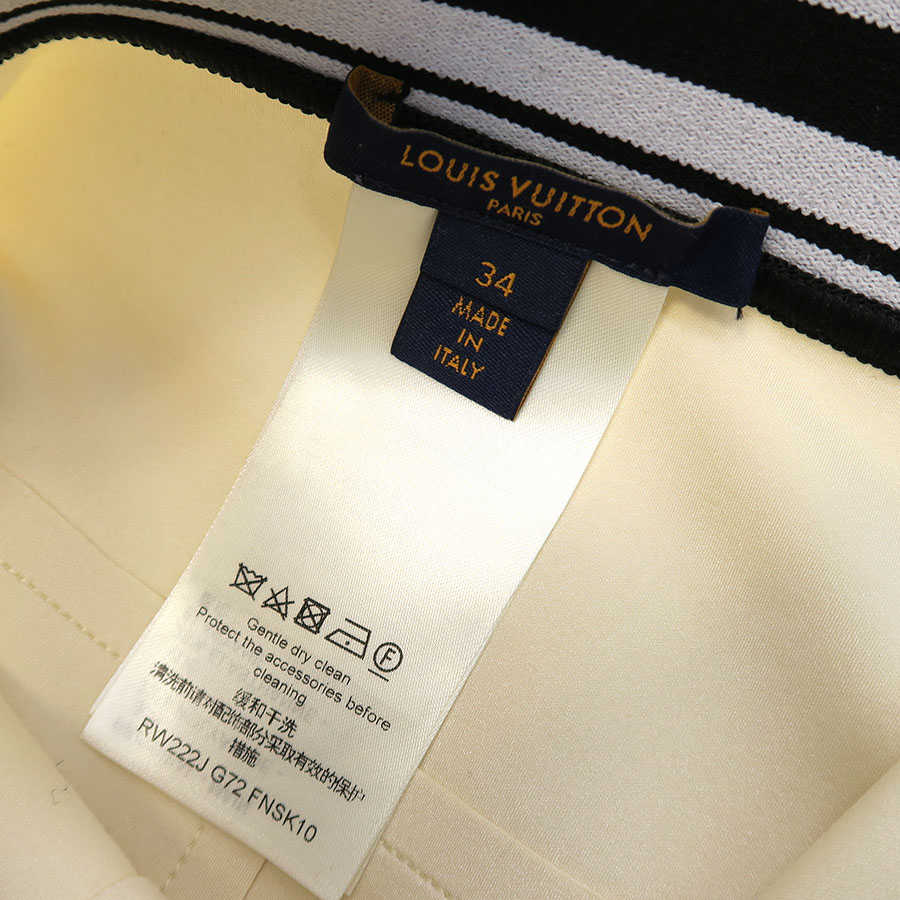 LOUIS VUITTON
PARIS
34
MADE
IN
ITALY
F
Gentle dry clean
Protect the accessories before
cleaning
缓和干洗
清洗前请对配饰部分采取有效的保护
措施
RW222J G72 FNSK10